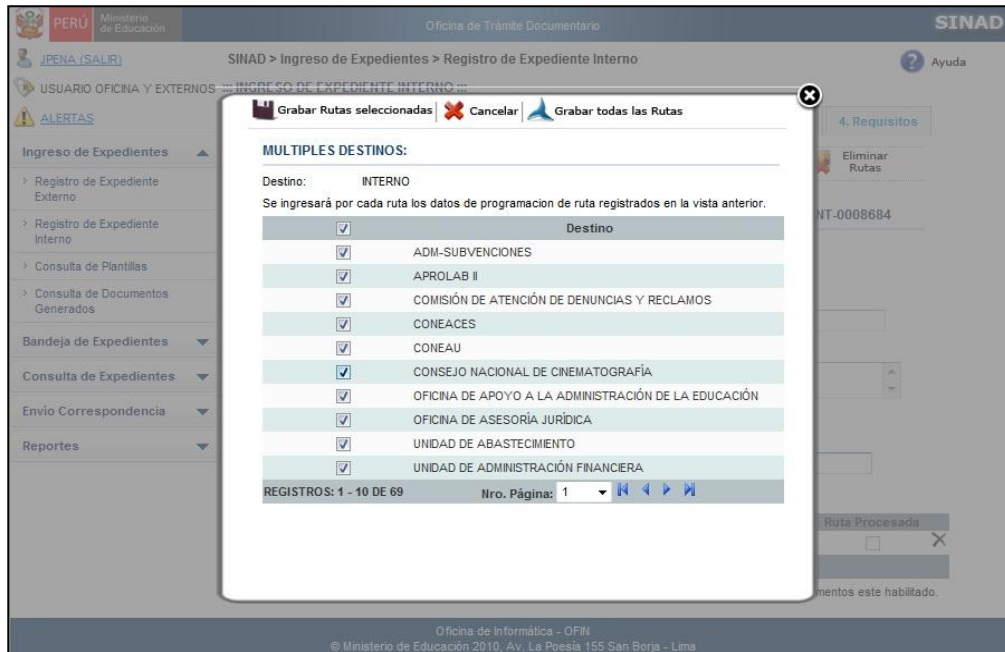 PERÚ Ministerio de Educación
Oficina de Trámite Documentario
SINAD
JPENA (SALIR)
SINAD > Ingreso de Expedientes > Registro de Expediente Interno
Ayuda
USUARIO OFICINA Y EXTERNOS ::: INGRESO DE EXPEDIENTE INTERNO :::
ALERTAS
Grabar Rutas seleccionadas Cancelar Grabar todas las Rutas
4. Requisitos
Ingreso de Expedientes
Registro de Expediente Externo
Registro de Expediente Interno
Consulta de Plantillas
Consulta de Documentos Generados
Bandeja de Expedientes
Consulta de Expedientes
Envío Correspondencia
Reportes
MULTIPLES DESTINOS:
Destino: INTERNO
Se ingresará por cada ruta los datos de programacion de ruta registrados en la vista anterior.
Destino
ADM-SUBVENCIONES
APROLAB II
COMISIÓN DE ATENCIÓN DE DENUNCIAS Y RECLAMOS
CONEACES
CONEAU
CONSEJO NACIONAL DE CINEMATOGRAFÍA
OFICINA DE APOYO A LA ADMINISTRACIÓN DE LA EDUCACIÓN
OFICINA DE ASESORÍA JURÍDICA
UNIDAD DE ABASTECIMIENTO
UNIDAD DE ADMINISTRACIÓN FINANCIERA
REGISTROS: 1 - 10 DE 69 Nro. Página: 1
Eliminar Rutas
NT-0008684
Ruta Procesada
mentos este habilitado.
Oficina de Informática - OFIN
© Ministerio de Educación 2010, Av. La Poesía 155 San Borja - Lima